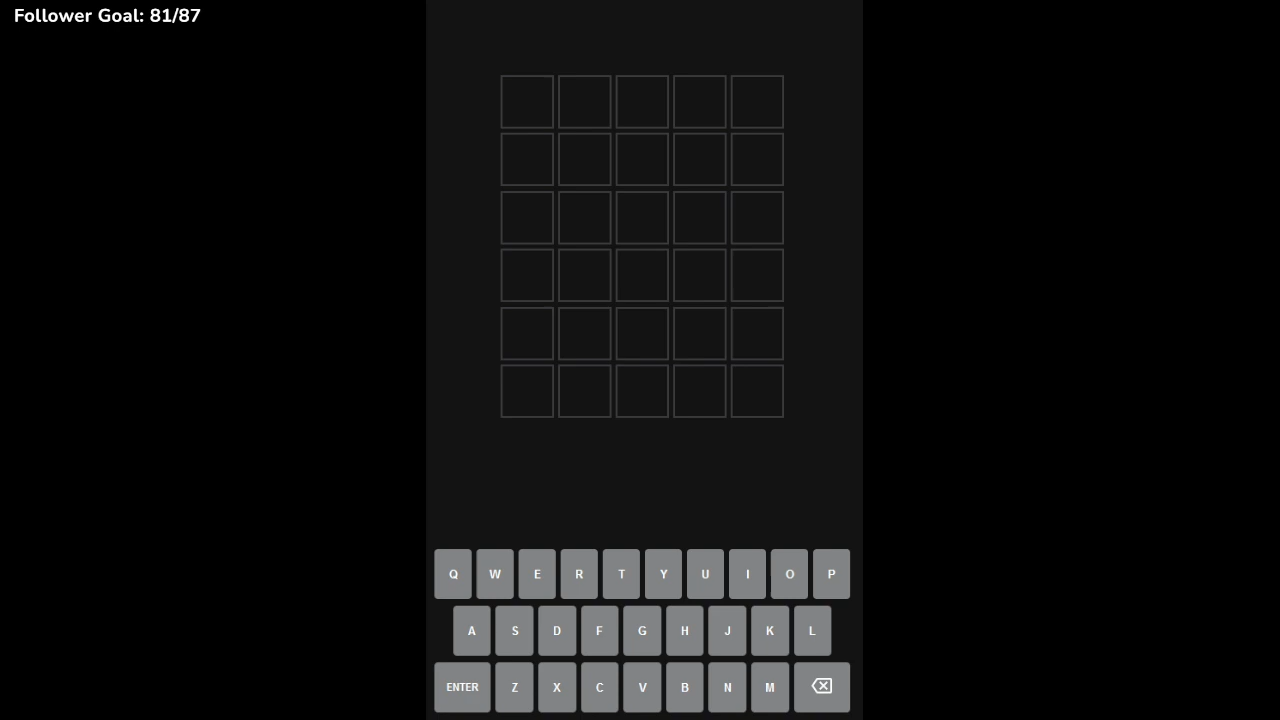 Follower Goal: 81/87
Q W E R T Y U I O P
A S D F G H J K L
ENTER Z X C V B N M